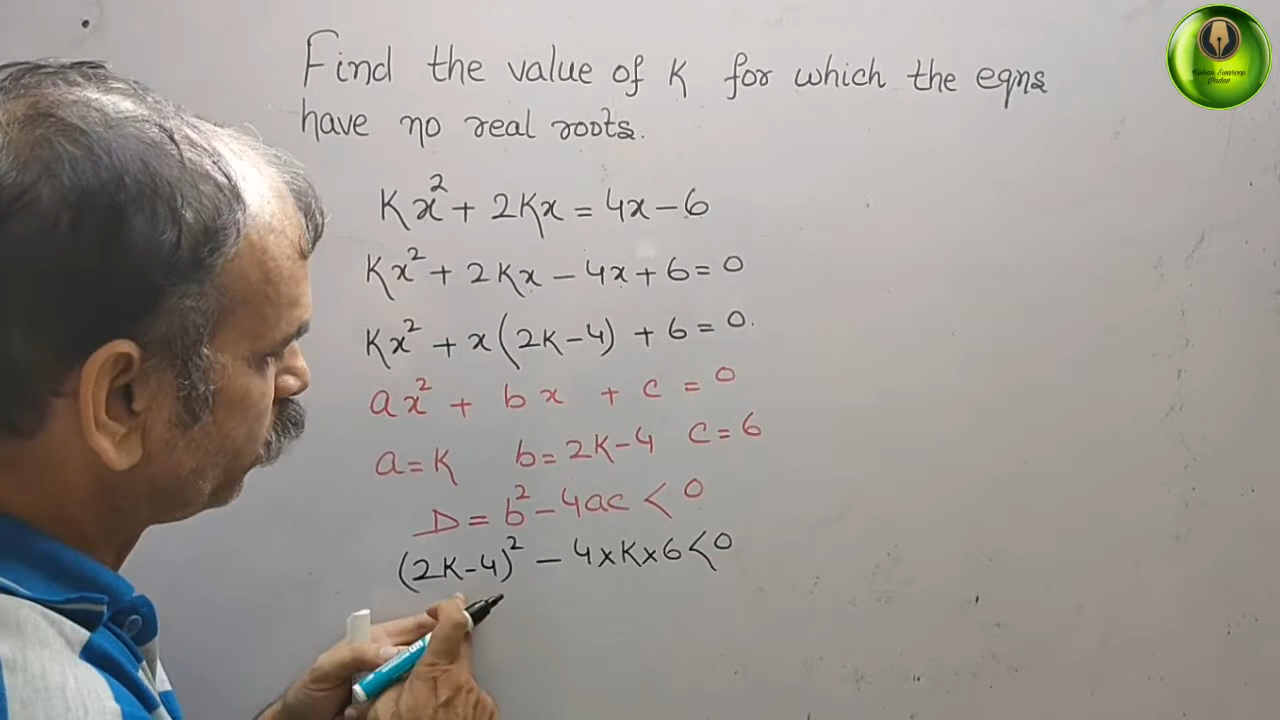 Find the value of K for which the eqns
have no real roots.
Kx² + 2Kx = 4x - 6
Kx² + 2Kx - 4x + 6 = 0
Kx² + x(2K-4) + 6 = 0.
ax² + bx + c = 0
a = K b = 2K-4 c = 6
D = b² - 4ac < 0
(2K-4)² - 4×K×6 < 0